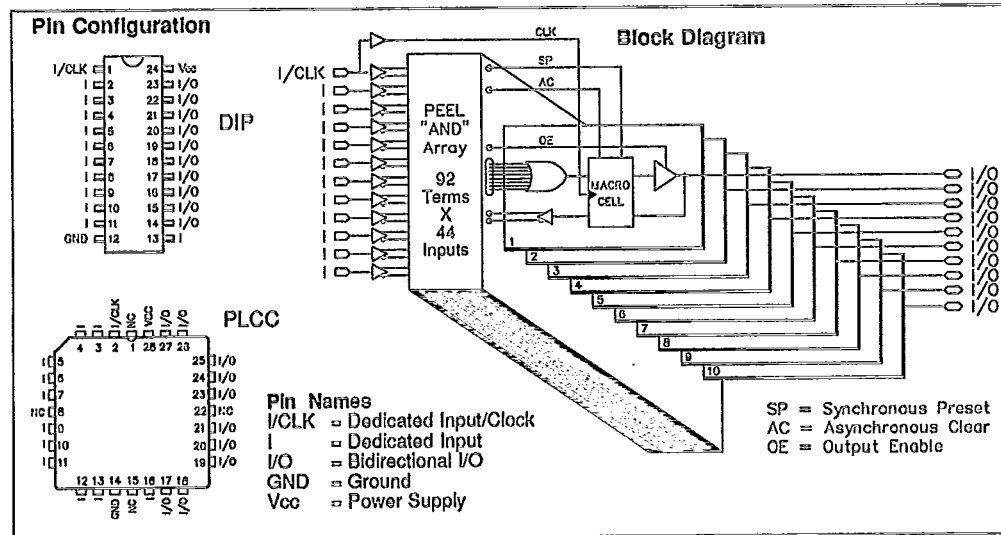 Pin Configuration
I/CLK 1 24 Vcc
I 2 23 I/O
I 3 22 I/O
I 4 21 I/O
I 5 20 I/O
I 6 19 I/O
I 7 18 I/O
I 8 17 I/O
I 9 16 I/O
I 10 15 I/O
I 11 14 I/O
GND 12 13 I
DIP
Block Diagram
CLK
SP
AC
OE
I/CLK
I
I
I
I
I
I
I
I
I
I
I
PEEL
"AND"
Array
92
Terms
X
44
Inputs
MACRO
CELL
1
2
3
4
5
6
7
8
9
10
I/O
I/O
I/O
I/O
I/O
I/O
I/O
I/O
I/O
I/O
SP = Synchronous Preset
AC = Asynchronous Clear
OE = Output Enable
PLCC
I I I/CLK NC VCC I/O I/O
4 3 2 1 28 27 26
I 5 25 I/O
I 6 24 I/O
I 7 23 I/O
NC 8 22 NC
I 9 21 I/O
I 10 20 I/O
I 11 19 I/O
12 13 14 15 16 17 18
I I GND NC I I/O I/O
Pin Names
I/CLK = Dedicated Input/Clock
I = Dedicated Input
I/O = Bidirectional I/O
GND = Ground
Vcc = Power Supply